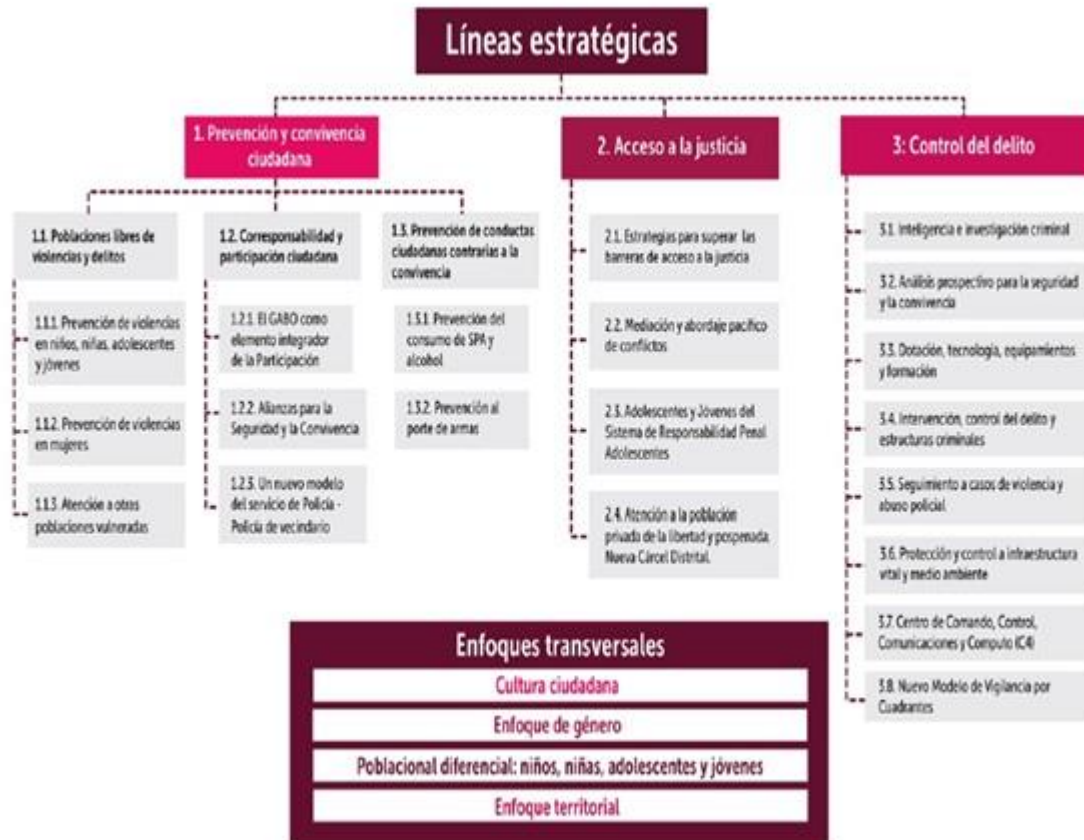 Líneas estratégicas
1. Prevención y convivencia
ciudadana
1.1. Poblaciones libres de
violencias y delitos
1.1.1. Prevención de violencias
en niños, niñas, adolescentes
y jóvenes
1.1.2. Prevención de violencias
en mujeres
1.1.3. Atención a otras
poblaciones vulneradas
1.2. Corresponsabilidad y
participación ciudadana
1.2.1. El GABO como
elemento integrador
de la Participación
1.2.2. Alianzas para la
Seguridad y la Convivencia
1.2.3. Un nuevo modelo
del servicio de Policía -
Policía de vecindario
1.3. Prevención de conductas
ciudadanas contrarias a la
convivencia
1.3.1. Prevención del
consumo de SPA y
alcohol
1.3.2. Prevención al
porte de armas
2. Acceso a la justicia
2.1. Estrategias para superar las
barreras de acceso a la justicia
2.2. Mediación y abordaje pacífico
de conflictos
2.3. Adolescentes y Jóvenes del
Sistema de Responsabilidad Penal
Adolescentes
2.4. Atención a la población
privada de la libertad y pospenada.
Nueva Cárcel Distrital.
3: Control del delito
3.1. Inteligencia e investigación criminal
3.2. Análisis prospectivo para la seguridad
y la convivencia
3.3. Dotación, tecnología, equipamientos
y formación
3.4. Intervención, control del delito y
estructuras criminales
3.5. Seguimiento a casos de violencia y
abuso policial
3.6. Protección y control a infraestructura
vital y medio ambiente
3.7. Centro de Comando, Control,
Comunicaciones y Computo (C4)
3.8. Nuevo Modelo de Vigilancia por
Cuadrantes
Enfoques transversales
Cultura ciudadana
Enfoque de género
Poblacional diferencial: niños, niñas, adolescentes y jóvenes
Enfoque territorial